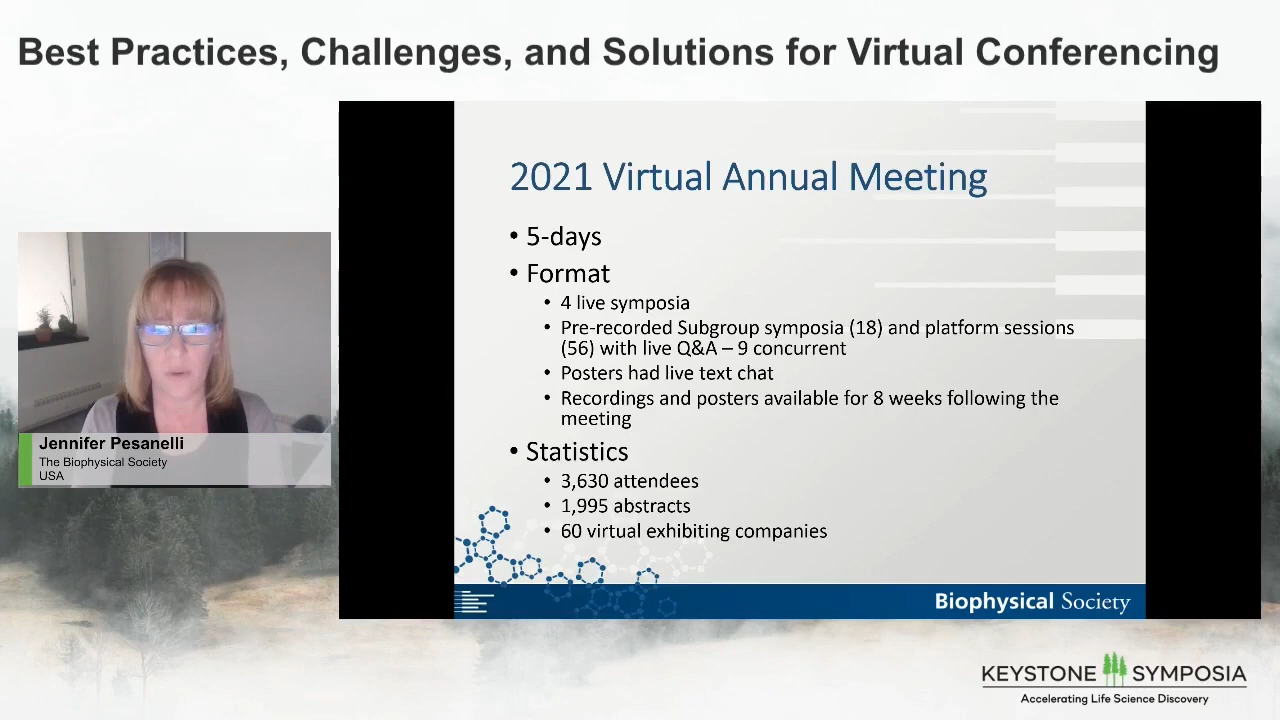 Best Practices, Challenges, and Solutions for Virtual Conferencing
2021 Virtual Annual Meeting
• 5-days
• Format
• 4 live symposia
• Pre-recorded Subgroup symposia (18) and platform sessions
(56) with live Q&A – 9 concurrent
• Posters had live text chat
• Recordings and posters available for 8 weeks following the
meeting
• Statistics
• 3,630 attendees
• 1,995 abstracts
• 60 virtual exhibiting companies
Biophysical Society
Jennifer Pesanelli
The Biophysical Society
USA
KEYSTONE SYMPOSIA
Accelerating Life Science Discovery